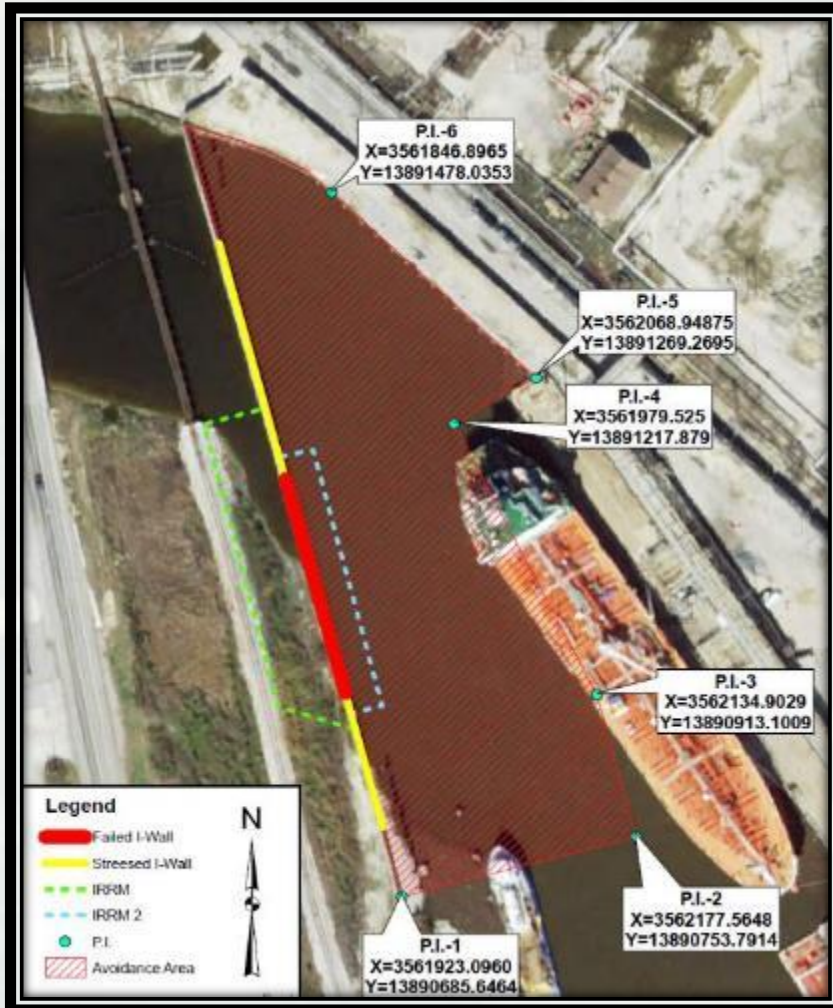 P.I.-6
X=3561846.8965
Y=13891478.0353
P.I.-5
X=3562068.94875
Y=13891269.2695
P.I.-4
X=3561979.525
Y=13891217.879
P.I.-3
X=3562134.9029
Y=13890913.1009
P.I.-2
X=3562177.5648
Y=13890753.7914
P.I.-1
X=3561923.0960
Y=13890685.6464
Legend
N
Failed I-Wall
Streesed I-Wall
IRRM
IRRM 2
P.I.
Avoidance Area